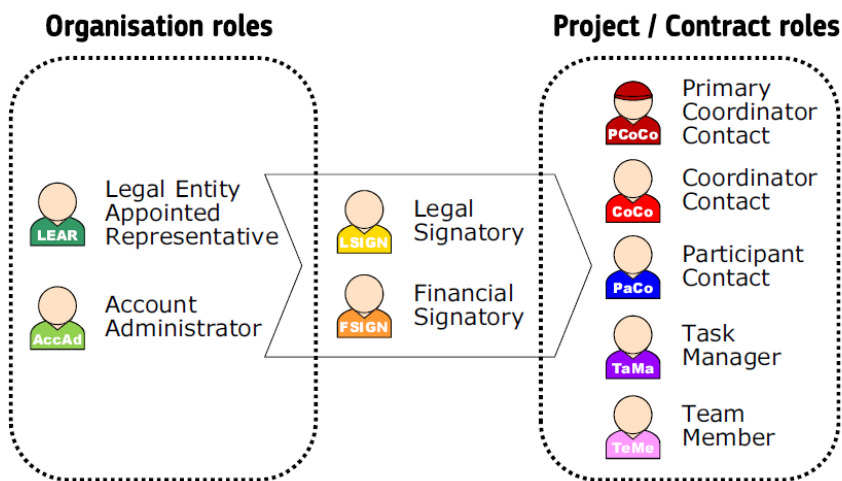 Organisation roles
Project / Contract roles
LEAR
Legal Entity
Appointed
Representative
AccAd
Account
Administrator
LSIGN
Legal
Signatory
FSIGN
Financial
Signatory
PCoCo
Primary
Coordinator
Contact
CoCo
Coordinator
Contact
PaCo
Participant
Contact
TaMa
Task
Manager
TeMe
Team
Member